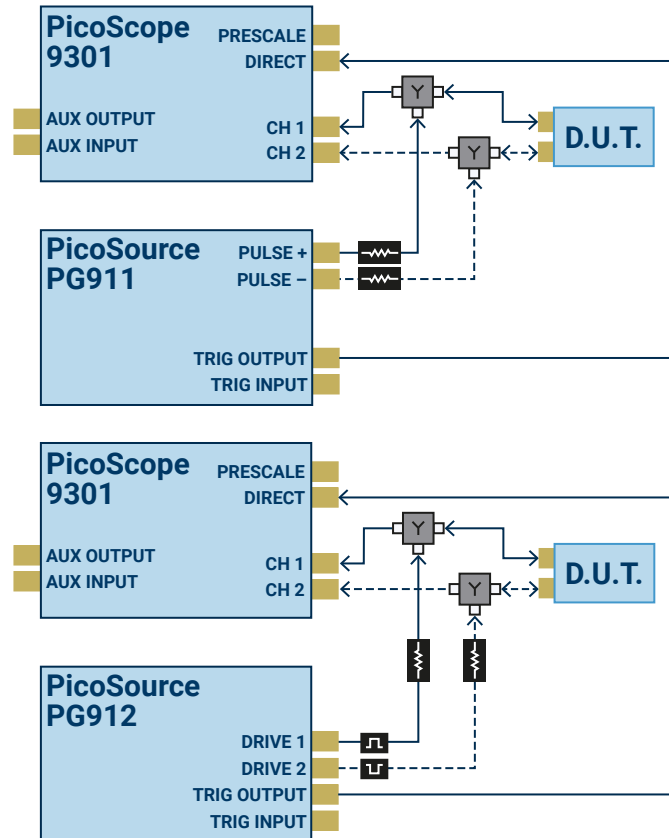 PicoScope
9301
PRESCALE
DIRECT
AUX OUTPUT
AUX INPUT
CH 1
CH 2
Y
Y
D.U.T.
PicoSource
PG911
PULSE +
PULSE –
TRIG OUTPUT
TRIG INPUT
PicoScope
9301
PRESCALE
DIRECT
AUX OUTPUT
AUX INPUT
CH 1
CH 2
Y
Y
D.U.T.
PicoSource
PG912
DRIVE 1
DRIVE 2
TRIG OUTPUT
TRIG INPUT